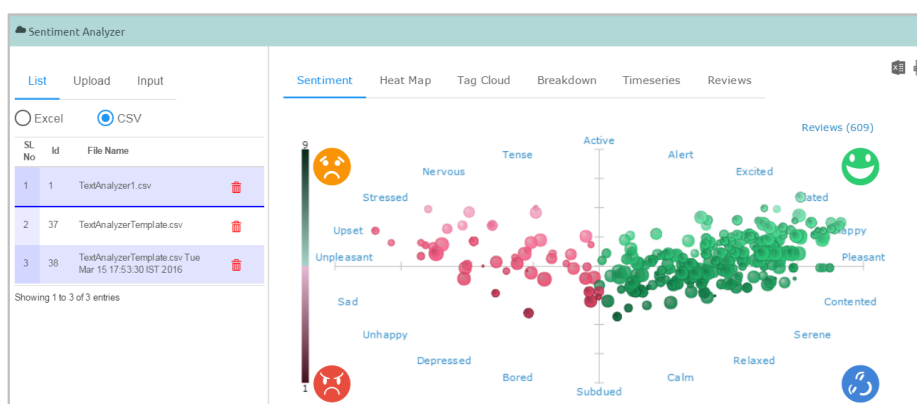 Sentiment Analyzer
List Upload Input
Excel CSV
SL No Id File Name
1 1 TextAnalyzer1.csv
2 37 TextAnalyzerTemplate.csv
3 38 TextAnalyzerTemplate.csv Tue
Mar 15 17:53:30 IST 2016
Showing 1 to 3 of 3 entries
Sentiment Heat Map Tag Cloud Breakdown Timeseries Reviews
Reviews (609)
9
Active
Tense Alert
Nervous Excited
Stressed Elated
Upset Happy
Unpleasant Pleasant
Sad Contented
Unhappy Serene
Depressed Relaxed
Bored Calm
1
Subdued